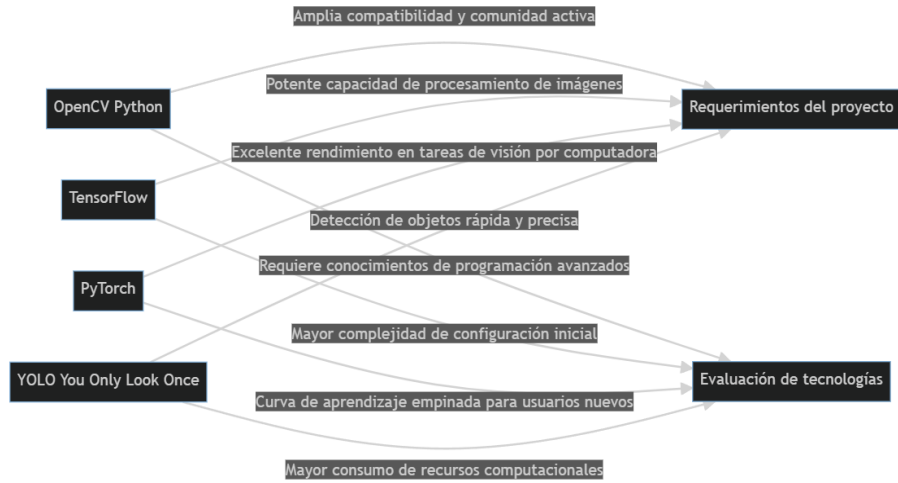 Amplia compatibilidad y comunidad activa
Potente capacidad de procesamiento de imágenes
OpenCV Python
Requerimientos del proyecto
Excelente rendimiento en tareas de visión por computadora
TensorFlow
Detección de objetos rápida y precisa
Requiere conocimientos de programación avanzados
PyTorch
Mayor complejidad de configuración inicial
YOLO You Only Look Once
Evaluación de tecnologías
Curva de aprendizaje empinada para usuarios nuevos
Mayor consumo de recursos computacionales